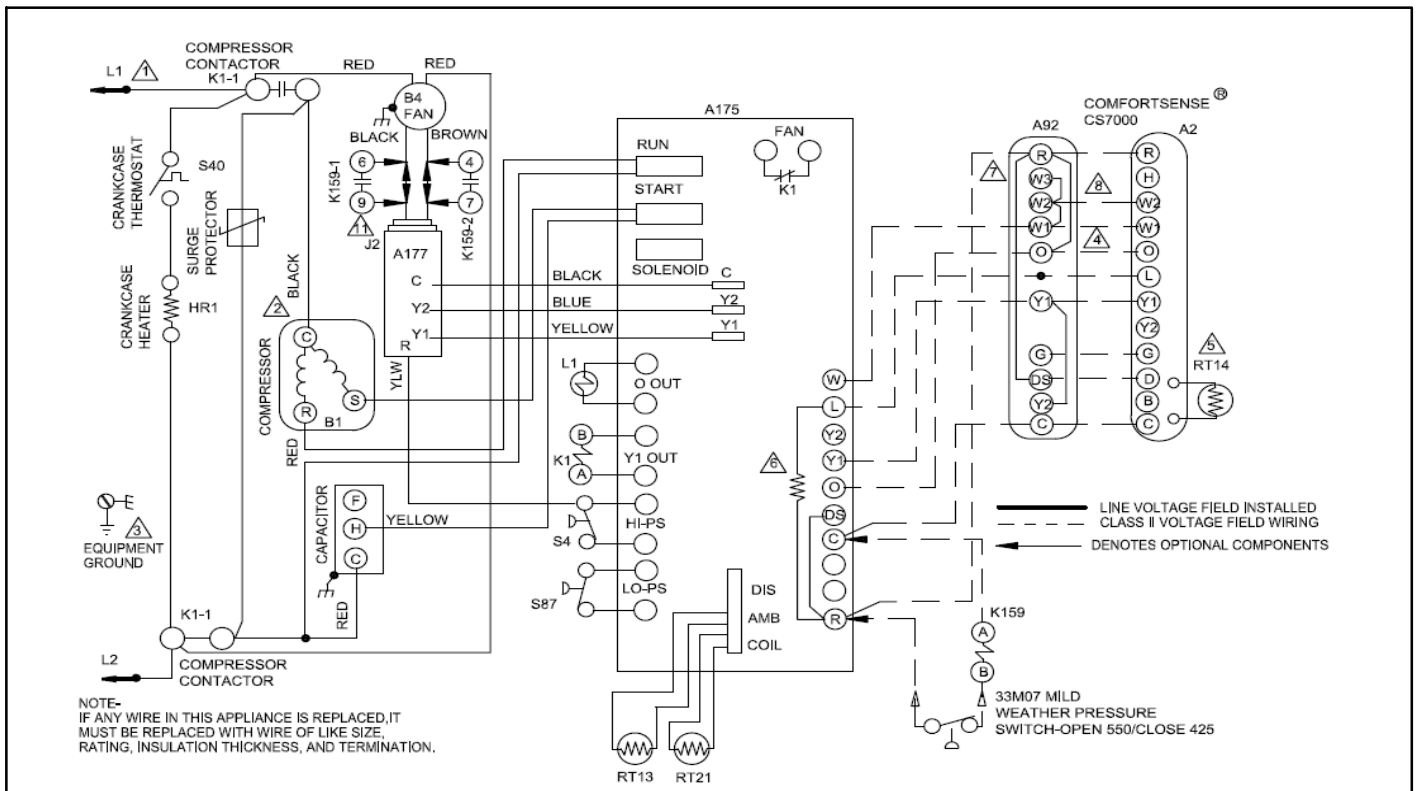 COMPRESSOR
CONTACTOR
K1-1
L1
1
RED
RED
B4
FAN
BLACK
BROWN
6
4
9
7
K159-1
K159-2
11
J2
A177
C
Y2
Y1
R
CRANKCASE
THERMOSTAT
S40
SURGE
PROTECTOR
BLACK
CRANKCASE
HEATER
HR1
2
COMPRESSOR
C
S
R
B1
RED
YLW
BLACK
BLUE
YELLOW
C
Y2
Y1
A175
RUN
START
SOLENOID
FAN
K1
L1
O OUT
B
K1
A
Y1 OUT
S4
HI-PS
S87
LO-PS
CAPACITOR
F
H
C
YELLOW
RED
3
EQUIPMENT
GROUND
K1-1
COMPRESSOR
CONTACTOR
L2
DIS
AMB
COIL
RT13
RT21
6
W
L
Y2
Y1
O
DS
C
R
COMFORTSENSE ®
CS7000
A92
A2
7
8
4
R
W3
W2
W1
O
Y1
G
DS
Y2
C
R
H
W2
W1
O
L
Y1
Y2
G
D
B
C
5
RT14
LINE VOLTAGE FIELD INSTALLED
CLASS II VOLTAGE FIELD WIRING
DENOTES OPTIONAL COMPONENTS
K159
A
B
33M07 MILD
WEATHER PRESSURE
SWITCH-OPEN 550/CLOSE 425
NOTE-
IF ANY WIRE IN THIS APPLIANCE IS REPLACED,IT
MUST BE REPLACED WITH WIRE OF LIKE SIZE,
RATING, INSULATION THICKNESS, AND TERMINATION.